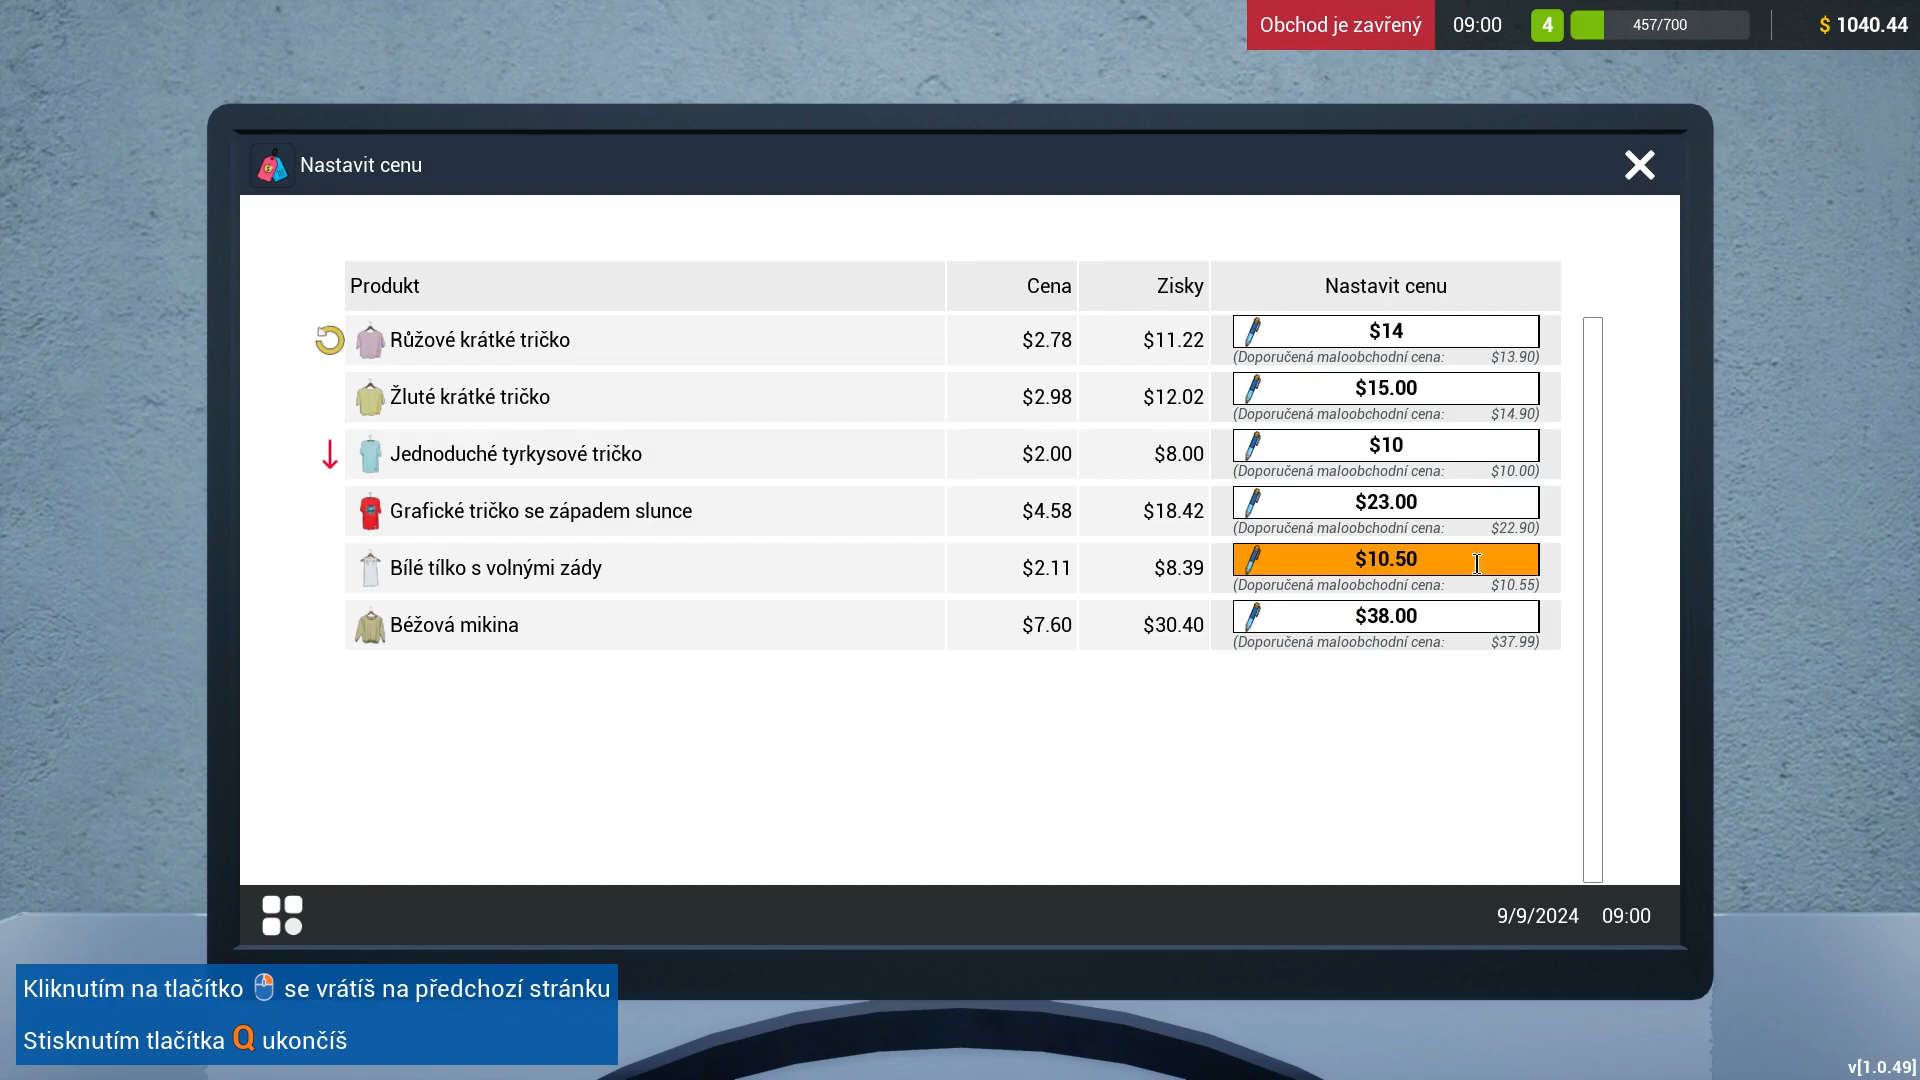 Obchod je zavřený 09:00 4 457/700 $ 1040.44
Nastavit cenu
Produkt Cena Zisky Nastavit cenu
Růžové krátké tričko $2.78 $11.22 $14
(Doporučená maloobchodní cena: $13.90)
Žluté krátké tričko $2.98 $12.02 $15.00
(Doporučená maloobchodní cena: $14.90)
Jednoduché tyrkysové tričko $2.00 $8.00 $10
(Doporučená maloobchodní cena: $10.00)
Grafické tričko se západem slunce $4.58 $18.42 $23.00
(Doporučená maloobchodní cena: $22.90)
Bílé tílko s volnými zády $2.11 $8.39 $10.50
(Doporučená maloobchodní cena: $10.55)
Béžová mikina $7.60 $30.40 $38.00
(Doporučená maloobchodní cena: $37.99)
9/9/2024 09:00
Kliknutím na tlačítko se vrátíš na předchozí stránku
Stisknutím tlačítka Q ukončíš
v[1.0.49]